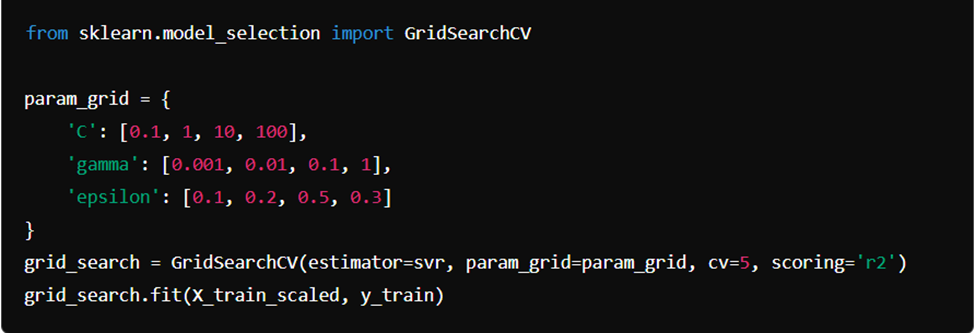 from sklearn.model_selection import GridSearchCV
param_grid = {
    'C': [0.1, 1, 10, 100],
    'gamma': [0.001, 0.01, 0.1, 1],
    'epsilon': [0.1, 0.2, 0.5, 0.3]
}
grid_search = GridSearchCV(estimator=svr, param_grid=param_grid, cv=5, scoring='r2')
grid_search.fit(X_train_scaled, y_train)